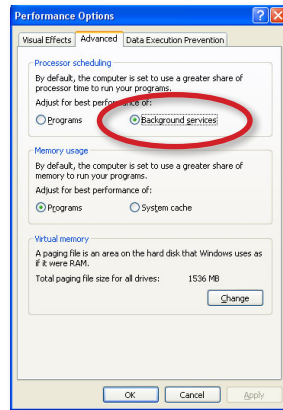 Performance Options
Visual Effects Advanced Data Execution Prevention
Processor scheduling
By default, the computer is set to use a greater share of
processor time to run your programs.
Adjust for best performance of:
Programs Background services
Memory usage
By default, the computer is set to use a greater share of
memory to run your programs.
Adjust for best performance of:
Programs System cache
Virtual memory
A paging file is an area on the hard disk that Windows uses as
if it were RAM.
Total paging file size for all drives: 1536 MB
Change
OK Cancel Apply